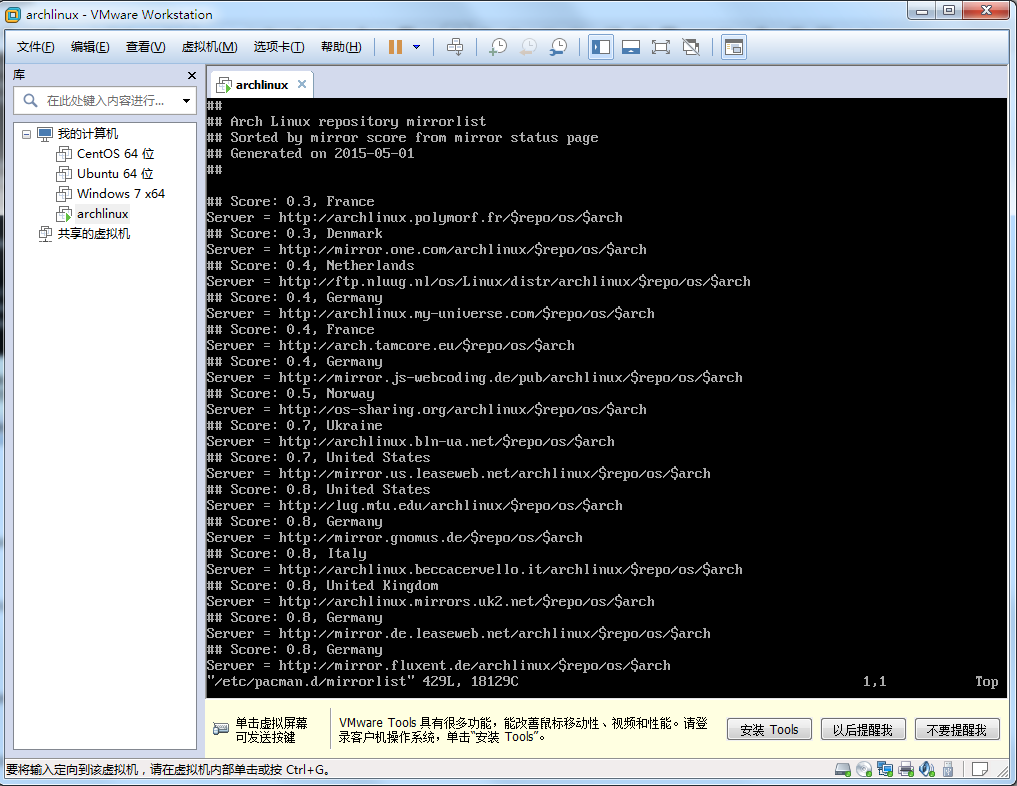 archlinux - VMware Workstation
文件(F) 编辑(E) 查看(V) 虚拟机(M) 选项卡(T) 帮助(H)
库
在此处键入内容进行...
我的计算机
CentOS 64 位
Ubuntu 64 位
Windows 7 x64
archlinux
共享的虚拟机
archlinux
##
## Arch Linux repository mirrorlist
## Sorted by mirror score from mirror status page
## Generated on 2015-05-01
##
## Score: 0.3, France
Server = http://archlinux.polymorf.fr/$repo/os/$arch
## Score: 0.3, Denmark
Server = http://mirror.one.com/archlinux/$repo/os/$arch
## Score: 0.4, Netherlands
Server = http://ftp.nluug.nl/os/Linux/distr/archlinux/$repo/os/$arch
## Score: 0.4, Germany
Server = http://archlinux.my-universe.com/$repo/os/$arch
## Score: 0.4, France
Server = http://arch.tamcore.eu/$repo/os/$arch
## Score: 0.4, Germany
Server = http://mirror.js-webcoding.de/pub/archlinux/$repo/os/$arch
## Score: 0.5, Norway
Server = http://os-sharing.org/archlinux/$repo/os/$arch
## Score: 0.7, Ukraine
Server = http://archlinux.bln-ua.net/$repo/os/$arch
## Score: 0.7, United States
Server = http://mirror.us.leaseweb.net/archlinux/$repo/os/$arch
## Score: 0.8, United States
Server = http://lug.mtu.edu/archlinux/$repo/os/$arch
## Score: 0.8, Germany
Server = http://mirror.gnomus.de/$repo/os/$arch
## Score: 0.8, Italy
Server = http://archlinux.beccacervello.it/archlinux/$repo/os/$arch
## Score: 0.8, United Kingdom
Server = http://archlinux.mirrors.uk2.net/$repo/os/$arch
## Score: 0.8, Germany
Server = http://mirror.de.leaseweb.net/archlinux/$repo/os/$arch
## Score: 0.8, Germany
Server = http://mirror.fluxent.de/archlinux/$repo/os/$arch
"/etc/pacman.d/mirrorlist" 429L, 18129C 1,1 Top
单击虚拟屏幕
可发送按键
VMware Tools 具有很多功能，能改善鼠标移动性、视频和性能。请登
录客户机操作系统，单击“安装 Tools”。
安装 Tools 以后提醒我 不要提醒我
要将输入定向到该虚拟机，请在虚拟机内部单击或按 Ctrl+G。